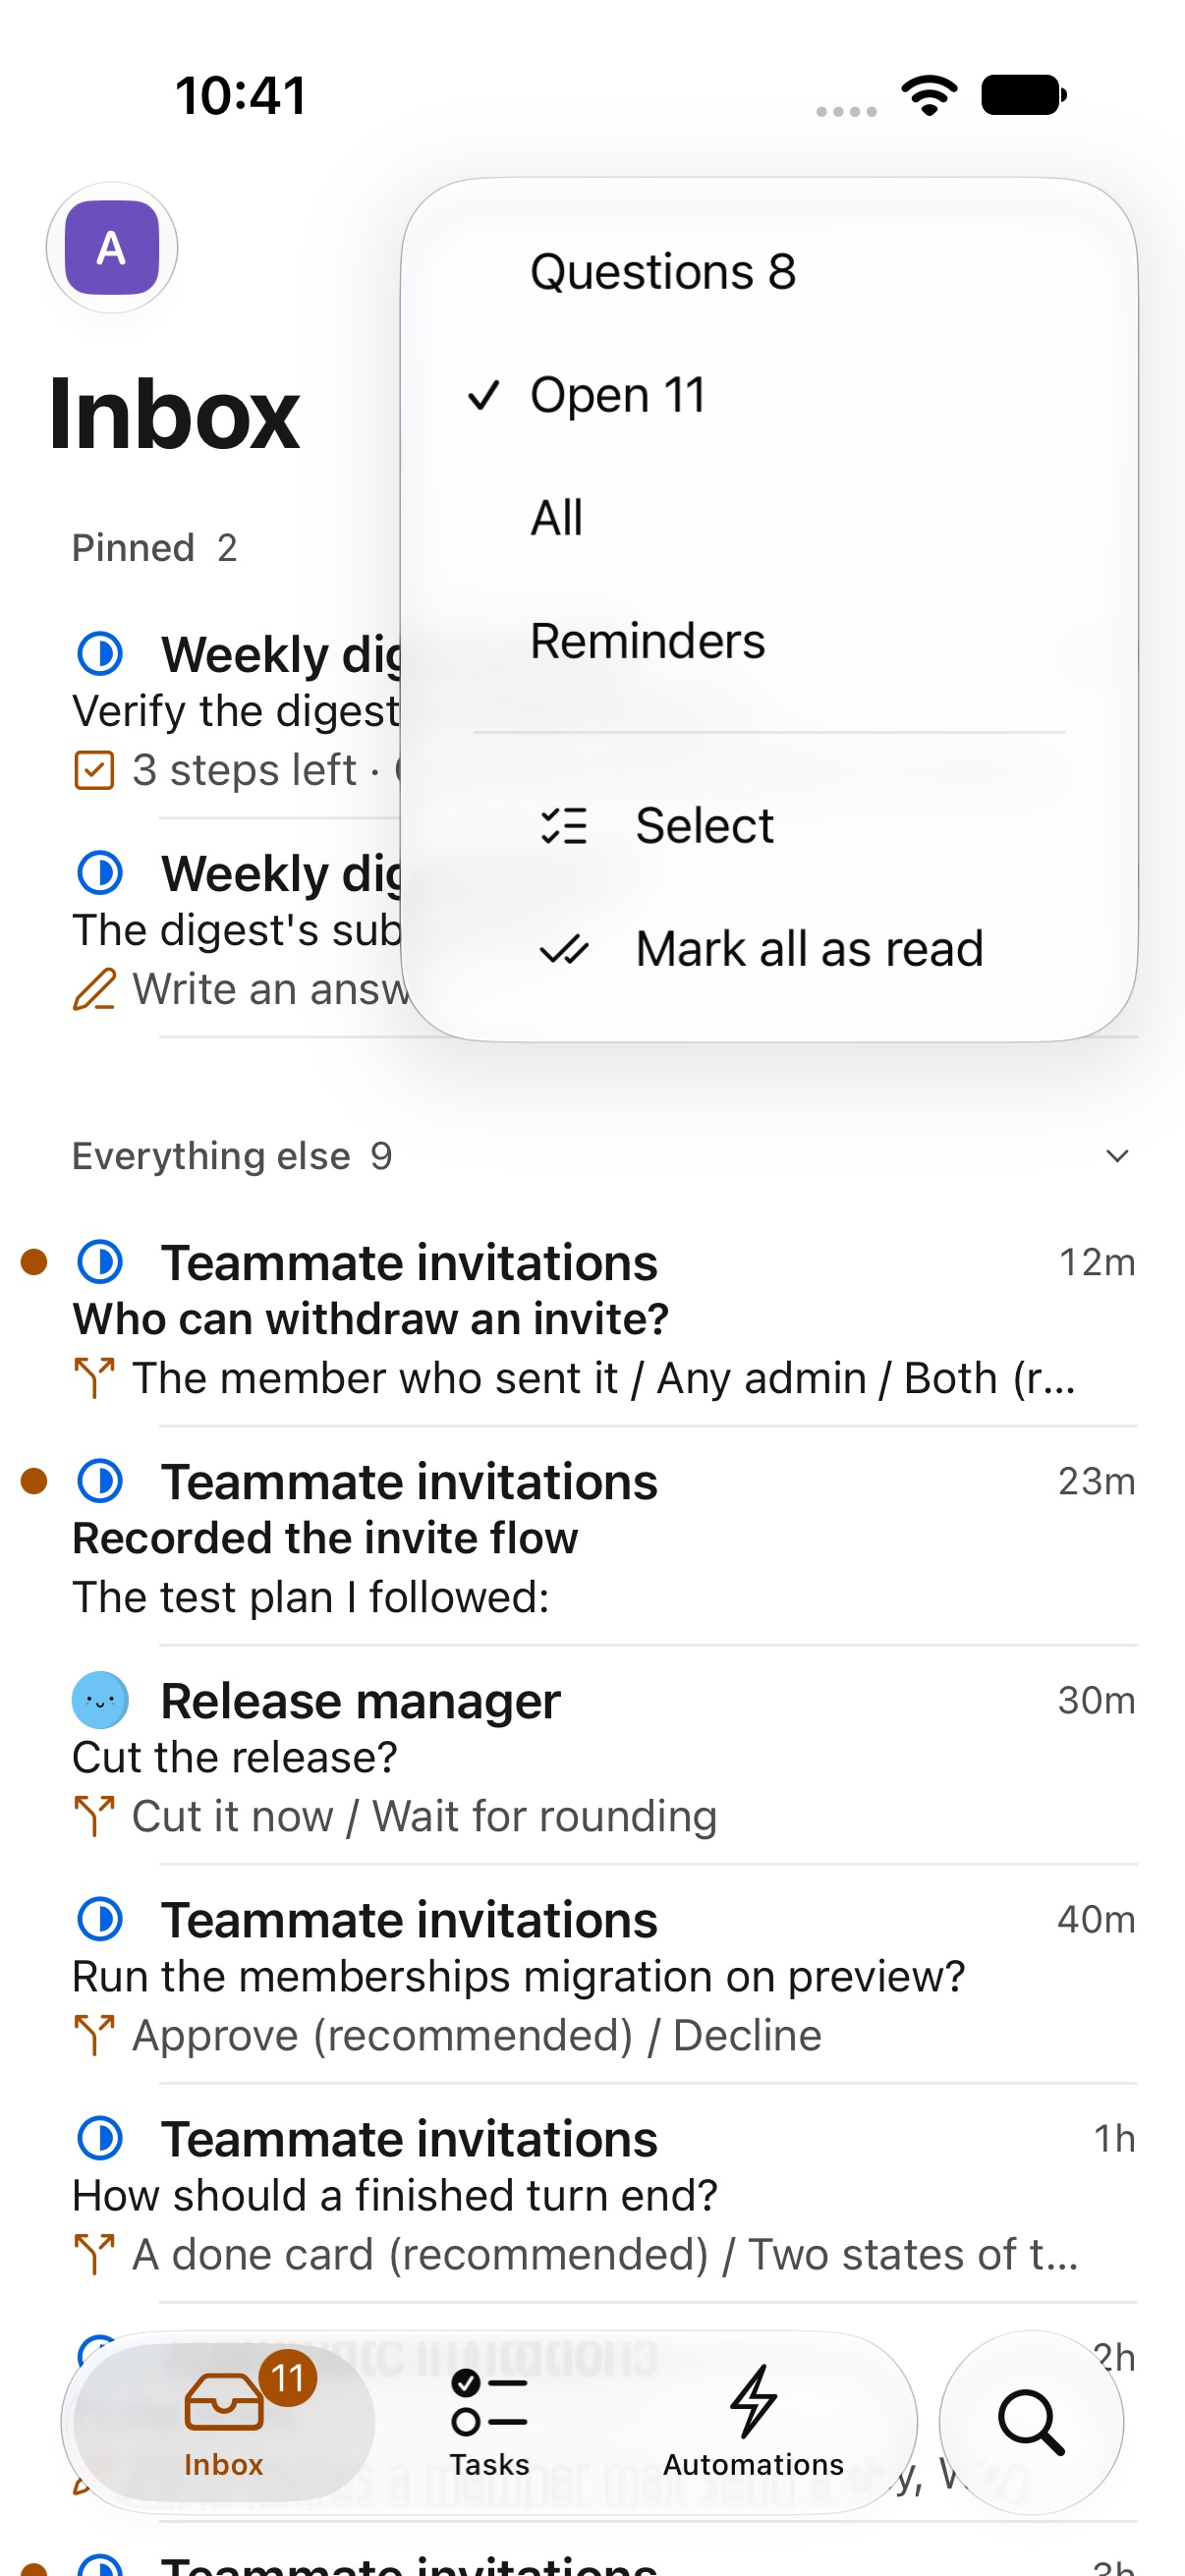 10:41
A
Questions 8
Open 11
All
Reminders
Select
Mark all as read
Inbox
Pinned 2
Weekly dig
Verify the digest
3 steps left ·
Weekly dig
The digest's sub
Write an answ
Everything else 9
Teammate invitations 12m
Who can withdraw an invite?
The member who sent it / Any admin / Both (r...
Teammate invitations 23m
Recorded the invite flow
The test plan I followed:
Release manager 30m
Cut the release?
Cut it now / Wait for rounding
Teammate invitations 40m
Run the memberships migration on preview?
Approve (recommended) / Decline
Teammate invitations 1h
How should a finished turn end?
A done card (recommended) / Two states of t...
2h
11
Inbox
Tasks
Automations
Teammate invitations 3h